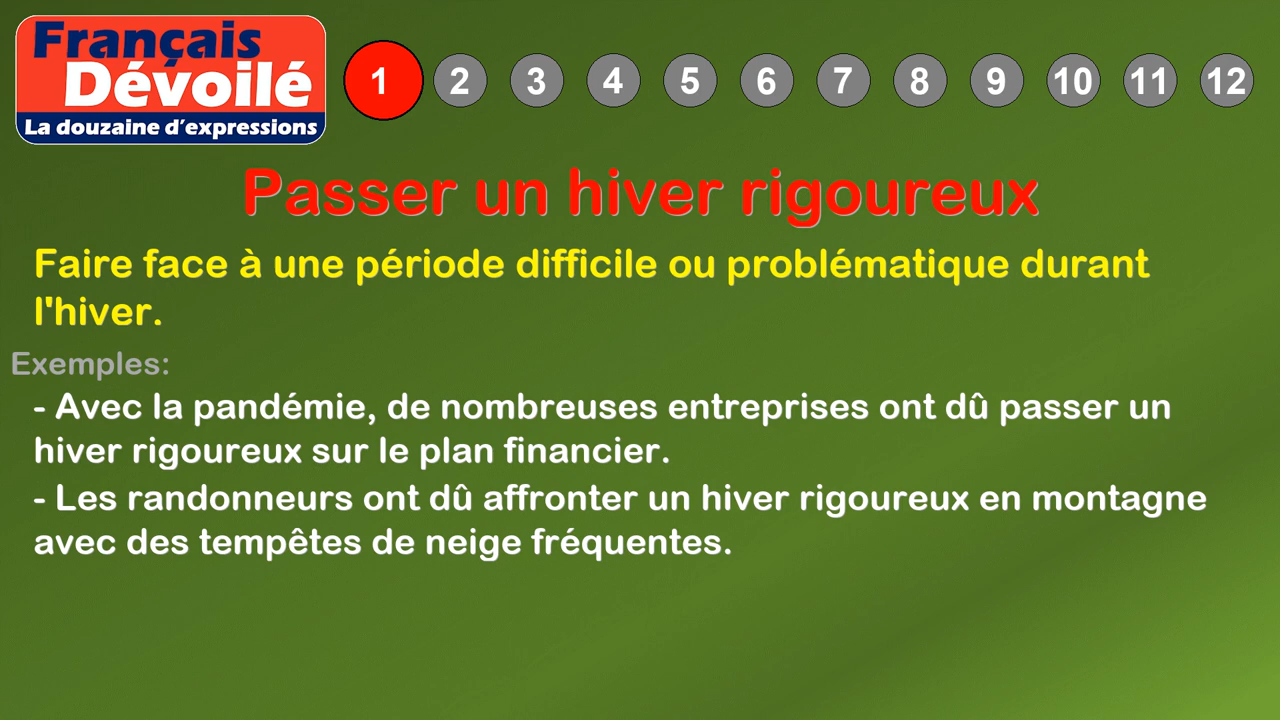 Français
Dévoilé
La douzaine d'expressions
1 2 3 4 5 6 7 8 9 10 11 12
Passer un hiver rigoureux
Faire face à une période difficile ou problématique durant
l'hiver.
Exemples:
- Avec la pandémie, de nombreuses entreprises ont dû passer un
hiver rigoureux sur le plan financier.
- Les randonneurs ont dû affronter un hiver rigoureux en montagne
avec des tempêtes de neige fréquentes.